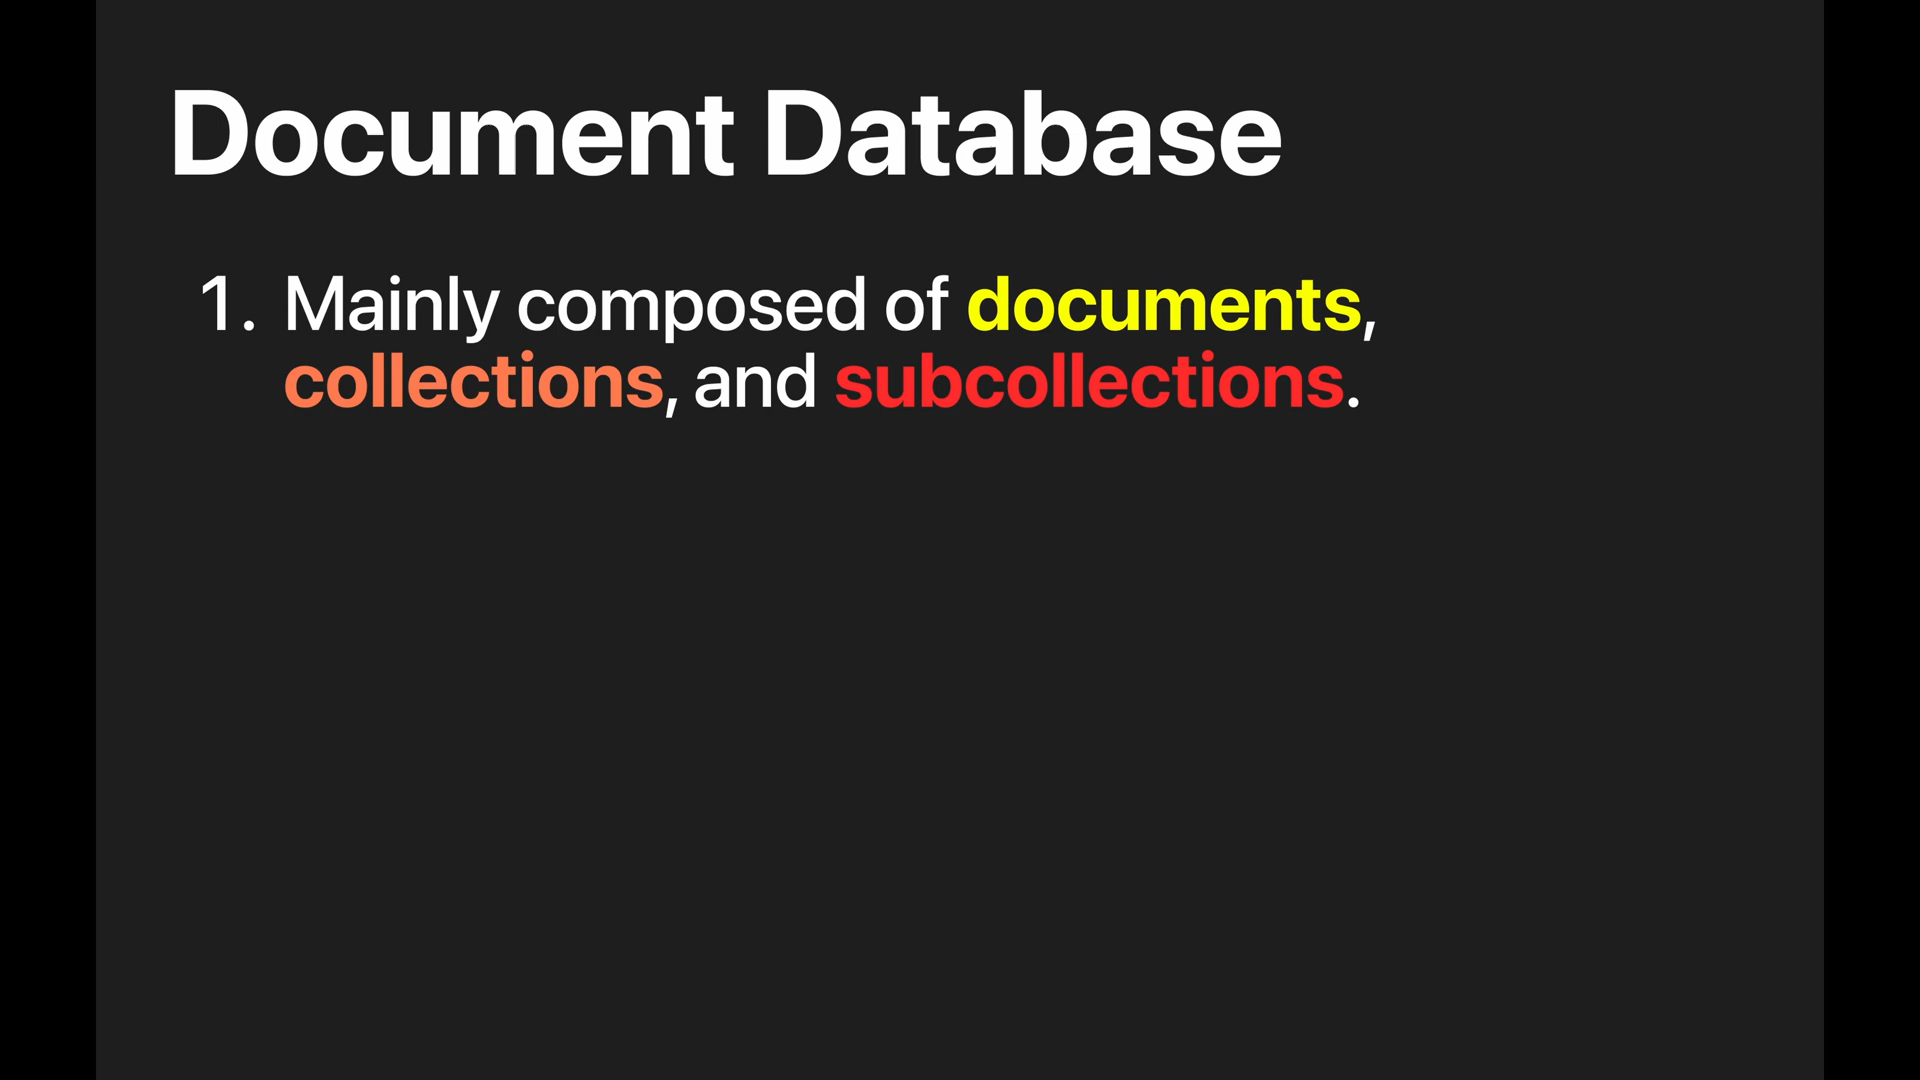 Document Database
1. Mainly composed of documents,
collections, and subcollections.